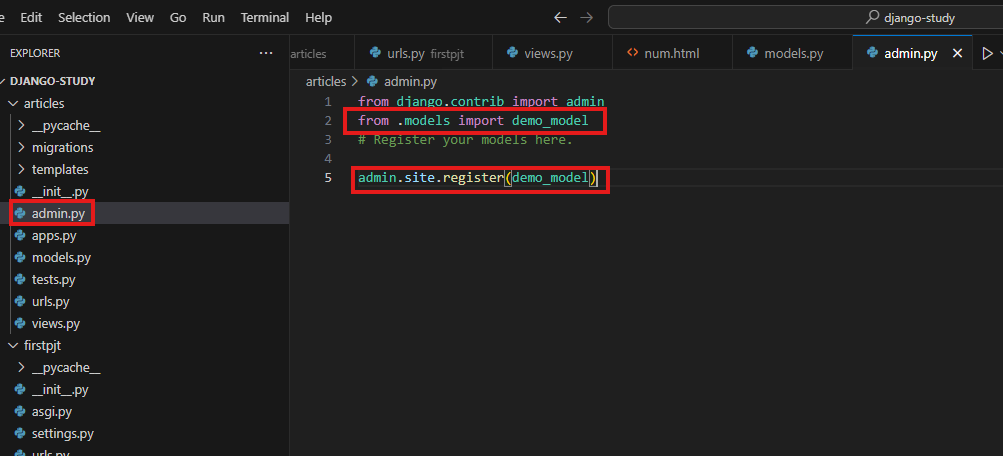 e Edit Selection View Go Run Terminal Help django-study
EXPLORER ...
DJANGO-STUDY
articles
__pycache__
migrations
templates
__init__.py
admin.py
apps.py
models.py
tests.py
urls.py
views.py
firstpjt
__pycache__
__init__.py
asgi.py
settings.py
urls.py
articles urls.py firstpjt views.py num.html models.py admin.py
articles > admin.py
1 from django.contrib import admin
2 from .models import demo_model
3 # Register your models here.
4
5 admin.site.register(demo_model)